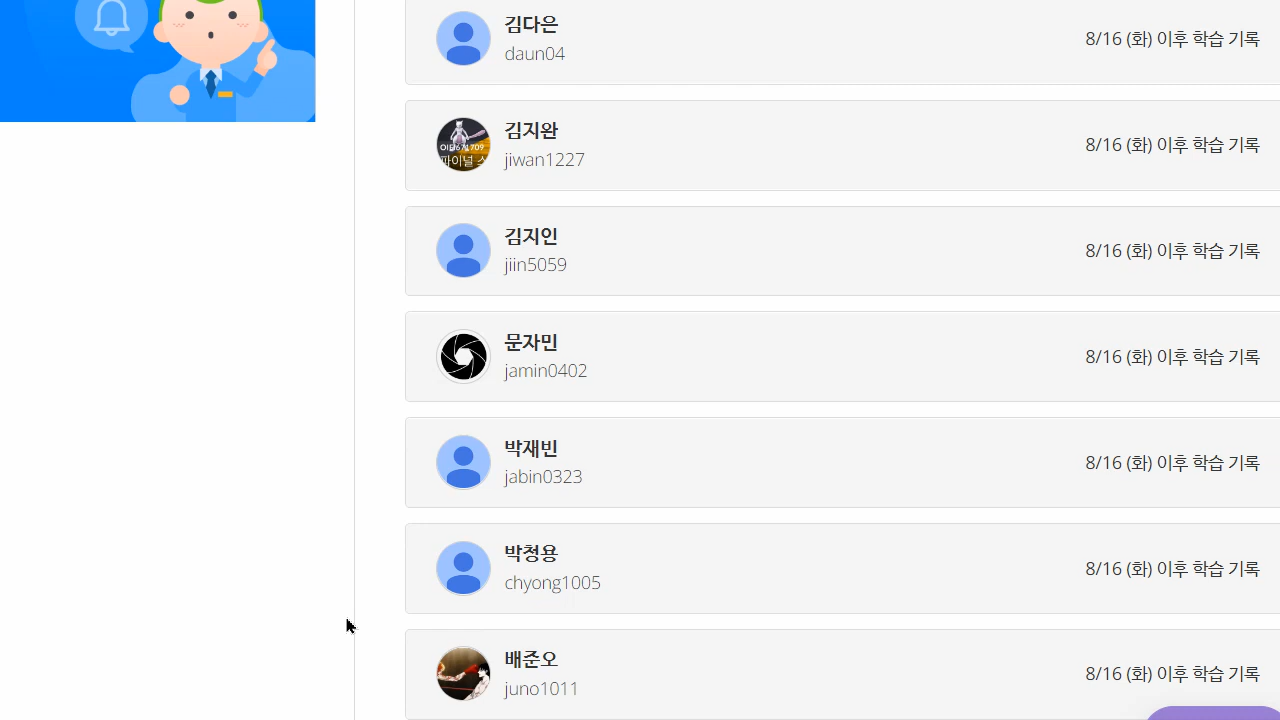 김다은
daun04
8/16 (화) 이후 학습 기록
김지완
jiwan1227
8/16 (화) 이후 학습 기록
파이널 스
김지인
jiin5059
8/16 (화) 이후 학습 기록
문자민
jamin0402
8/16 (화) 이후 학습 기록
박재빈
jabin0323
8/16 (화) 이후 학습 기록
박청용
chyong1005
8/16 (화) 이후 학습 기록
배준오
juno1011
8/16 (화) 이후 학습 기록